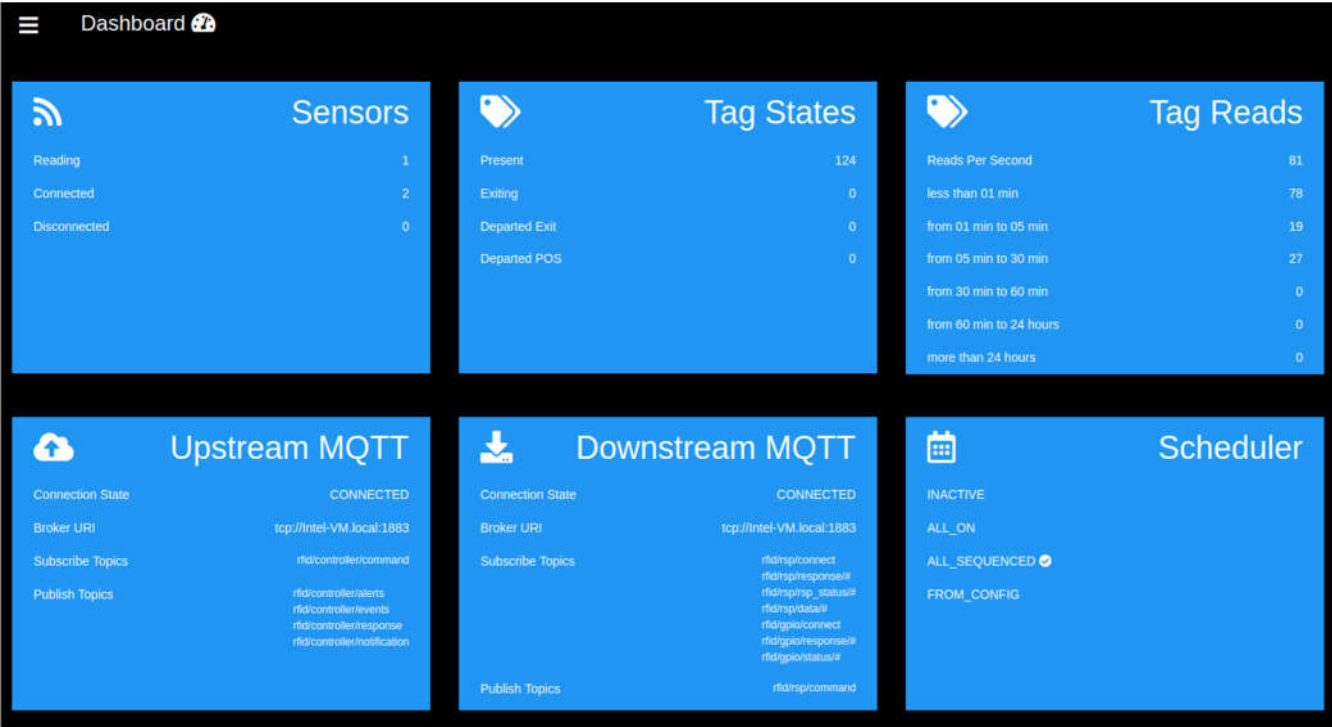 Dashboard
Sensors
Reading 1
Connected 2
Disconnected 0
Tag States
Present 124
Exiting 0
Departed Exit 0
Departed POS 0
Tag Reads
Reads Per Second 81
less than 01 min 78
from 01 min to 05 min 19
from 05 min to 30 min 27
from 30 min to 60 min 0
from 60 min to 24 hours 0
more than 24 hours 0
Upstream MQTT
Connection State CONNECTED
Broker URI tcp://Intel-VM.local:1883
Subscribe Topics rfid/controller/command
Publish Topics rfid/controller/alerts
rfid/controller/events
rfid/controller/response
rfid/controller/notification
Downstream MQTT
Connection State CONNECTED
Broker URI tcp://Intel-VM.local:1883
Subscribe Topics rfid/rsp/connect
rfid/rsp/response/#
rfid/rsp/rsp_status/#
rfid/rsp/data/#
rfid/gpio/connect
rfid/gpio/response/#
rfid/gpio/status/#
Publish Topics rfid/rsp/command
Scheduler
INACTIVE
ALL_ON
ALL_SEQUENCED
FROM_CONFIG